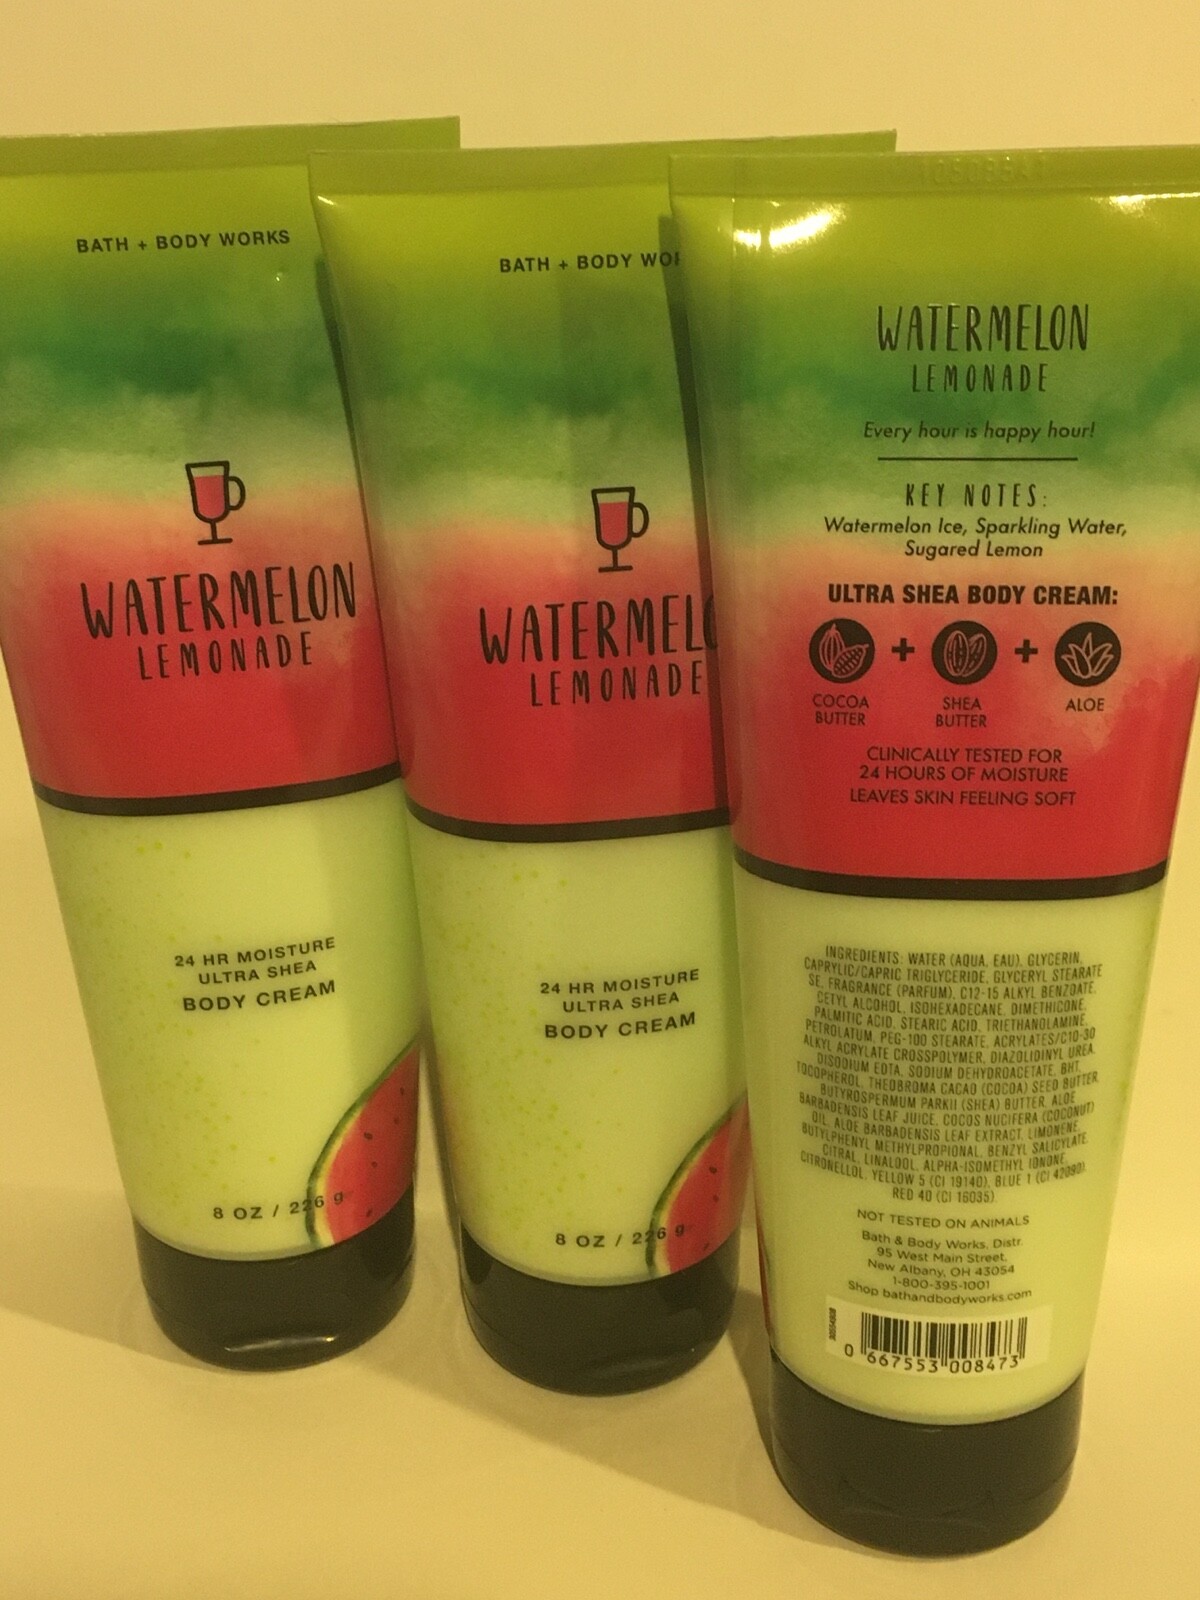 BATH + BODY WORKS
WATERMELON
LEMONADE
24 HR MOISTURE
ULTRA SHEA
BODY CREAM
8 OZ / 226 g
BATH + BODY WOR
WATERMELO
LEMONADE
24 HR MOISTURE
ULTRA SHEA
BODY CREAM
8 OZ / 226 g
WATERMELON
LEMONADE
Every hour is happy hour!
KEY NOTES:
Watermelon Ice, Sparkling Water,
Sugared Lemon
ULTRA SHEA BODY CREAM:
COCOA BUTTER + SHEA BUTTER + ALOE
CLINICALLY TESTED FOR
24 HOURS OF MOISTURE
LEAVES SKIN FEELING SOFT
INGREDIENTS: WATER (AQUA, EAU), GLYCERIN,
CAPRYLIC/CAPRIC TRIGLYCERIDE, GLYCERYL STEARATE
SE, FRAGRANCE (PARFUM), C12-15 ALKYL BENZOATE,
CETYL ALCOHOL, ISOHEXADECANE, DIMETHICONE,
PALMITIC ACID, STEARIC ACID, TRIETHANOLAMINE,
PETROLATUM, PEG-100 STEARATE, ACRYLATES/C10-30
ALKYL ACRYLATE CROSSPOLYMER, DIAZOLIDINYL UREA,
DISODIUM EDTA, SODIUM DEHYDROACETATE, BHT,
TOCOPHEROL, THEOBROMA CACAO (COCOA) SEED BUTTER,
BUTYROSPERMUM PARKII (SHEA) BUTTER, ALOE
BARBADENSIS LEAF JUICE, COCOS NUCIFERA (COCONUT)
OIL, ALOE BARBADENSIS LEAF EXTRACT, LIMONENE,
BUTYLPHENYL METHYLPROPIONAL, BENZYL SALICYLATE,
CITRAL, LINALOOL, ALPHA-ISOMETHYL IONONE,
CITRONELLOL, YELLOW 5 (CI 19140), BLUE 1 (CI 42090),
RED 40 (CI 16035).
NOT TESTED ON ANIMALS
Bath & Body Works, Distr.
95 West Main Street,
New Albany, OH 43054
1-800-395-1001
Shop bathandbodyworks.com
0 667553 008473